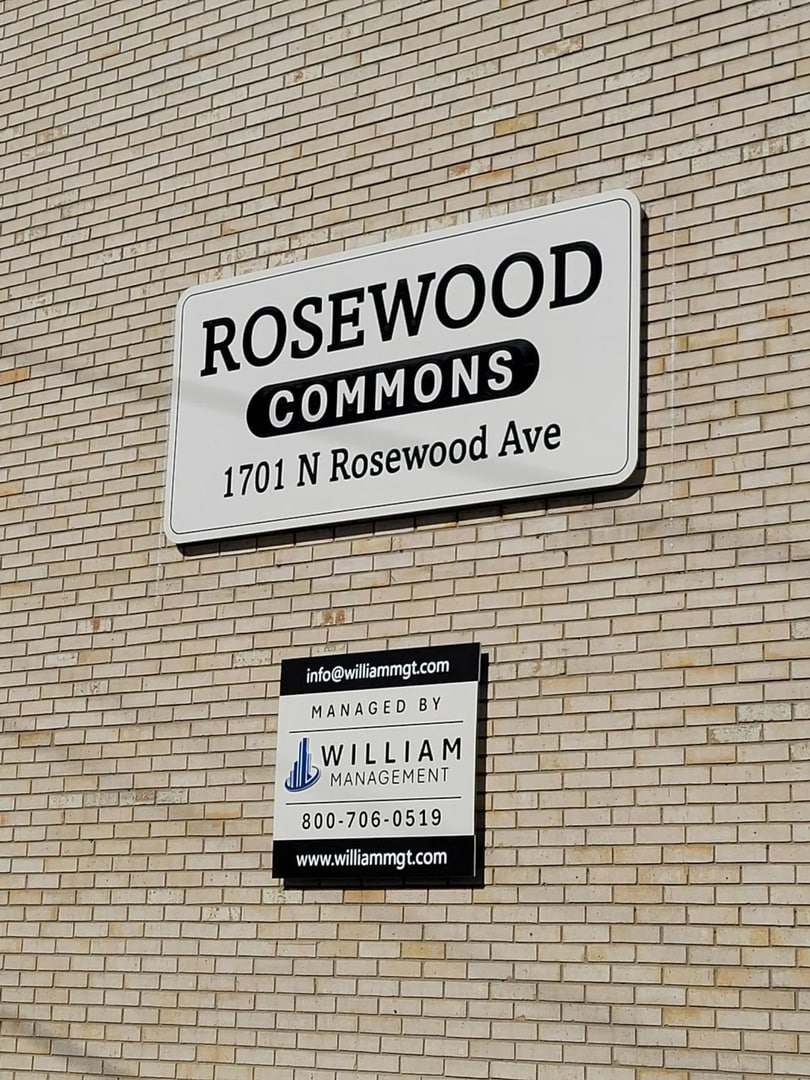 ROSEWOOD
COMMONS
1701 N Rosewood Ave
info@williammgt.com
MANAGED BY
WILLIAM
MANAGEMENT
800-706-0519
www.williammgt.com